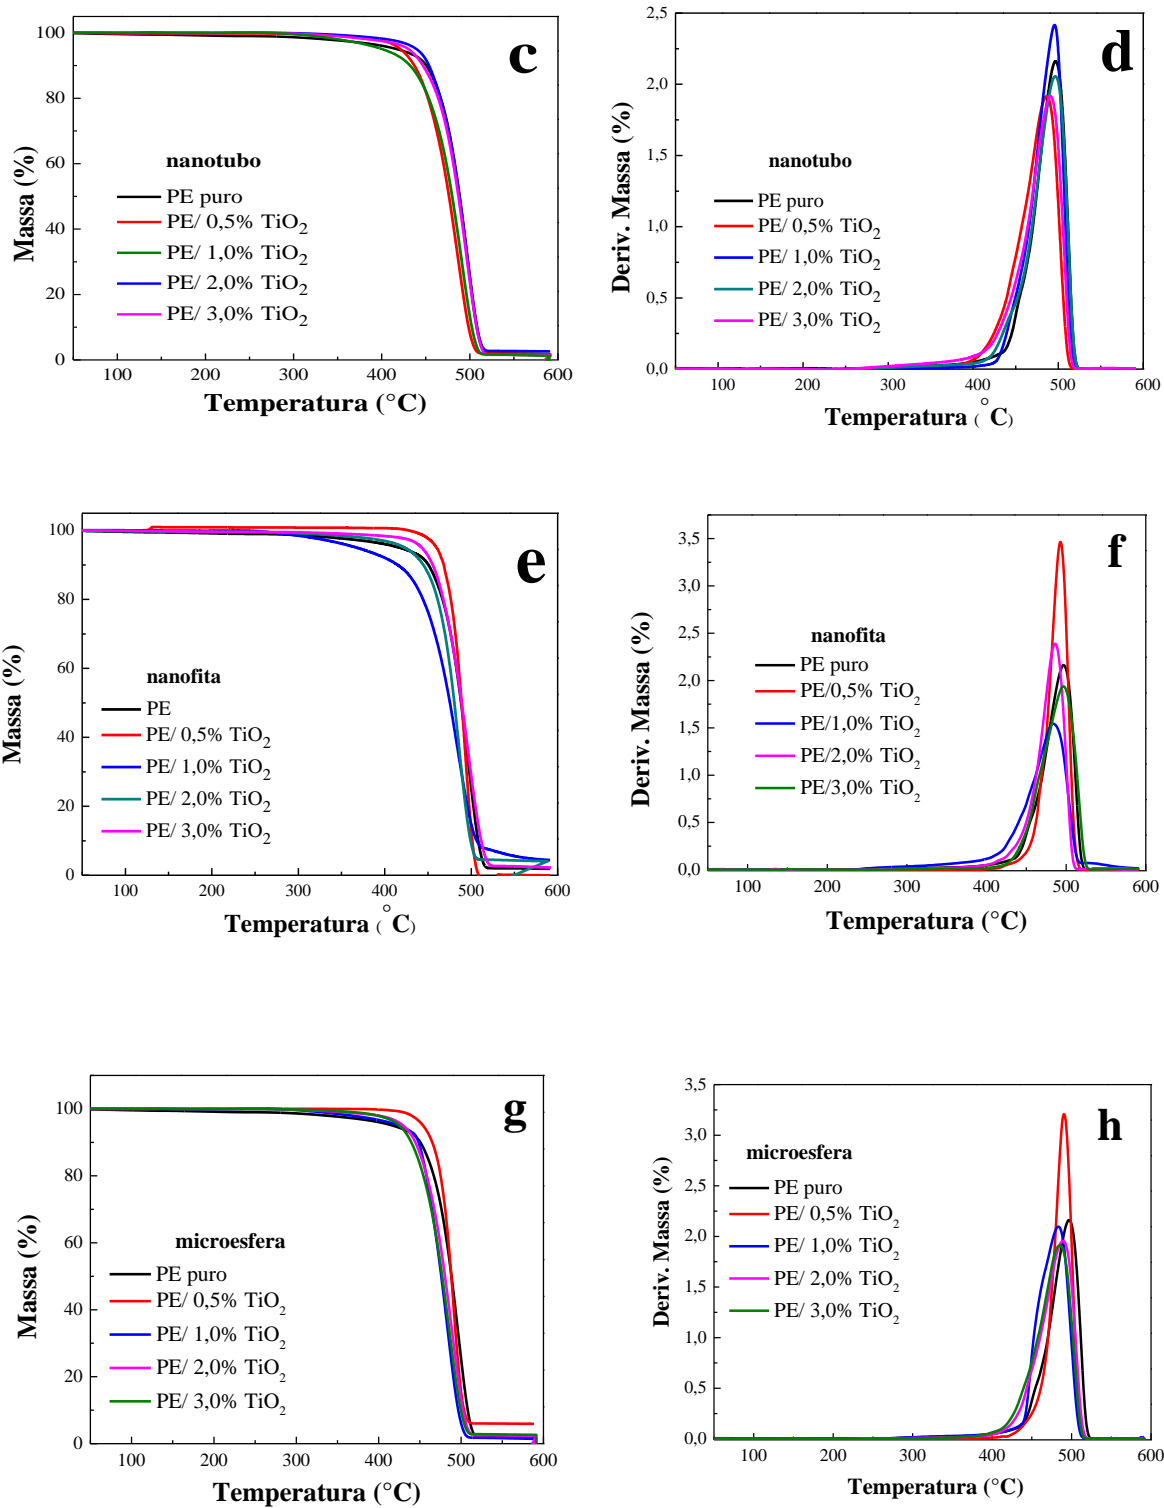 c
100
80
60
40
20
0
Massa (%)
nanotubo
PE puro
PE/ 0,5% TiO2
PE/ 1,0% TiO2
PE/ 2,0% TiO2
PE/ 3,0% TiO2
100 200 300 400 500 600
Temperatura (°C)
d
2,5
2,0
1,5
1,0
0,5
0,0
Deriv. Massa (%)
nanotubo
PE puro
PE/ 0,5% TiO2
PE/ 1,0% TiO2
PE/ 2,0% TiO2
PE/ 3,0% TiO2
100 200 300 400 500 600
Temperatura (°C)
e
100
80
60
40
20
0
Massa (%)
nanofita
PE
PE/ 0,5% TiO2
PE/ 1,0% TiO2
PE/ 2,0% TiO2
PE/ 3,0% TiO2
100 200 300 400 500 600
Temperatura (°C)
f
3,5
3,0
2,5
2,0
1,5
1,0
0,5
0,0
Deriv. Massa (%)
nanofita
PE puro
PE/0,5% TiO2
PE/1,0% TiO2
PE/2,0% TiO2
PE/3,0% TiO2
100 200 300 400 500 600
Temperatura (°C)
g
100
80
60
40
20
0
Massa (%)
microesfera
PE puro
PE/ 0,5% TiO2
PE/ 1,0% TiO2
PE/ 2,0% TiO2
PE/ 3,0% TiO2
100 200 300 400 500 600
Temperatura (°C)
h
3,5
3,0
2,5
2,0
1,5
1,0
0,5
0,0
Deriv. Massa (%)
microesfera
PE puro
PE/ 0,5% TiO2
PE/ 1,0% TiO2
PE/ 2,0% TiO2
PE/ 3,0% TiO2
100 200 300 400 500 600
Temperatura (°C)